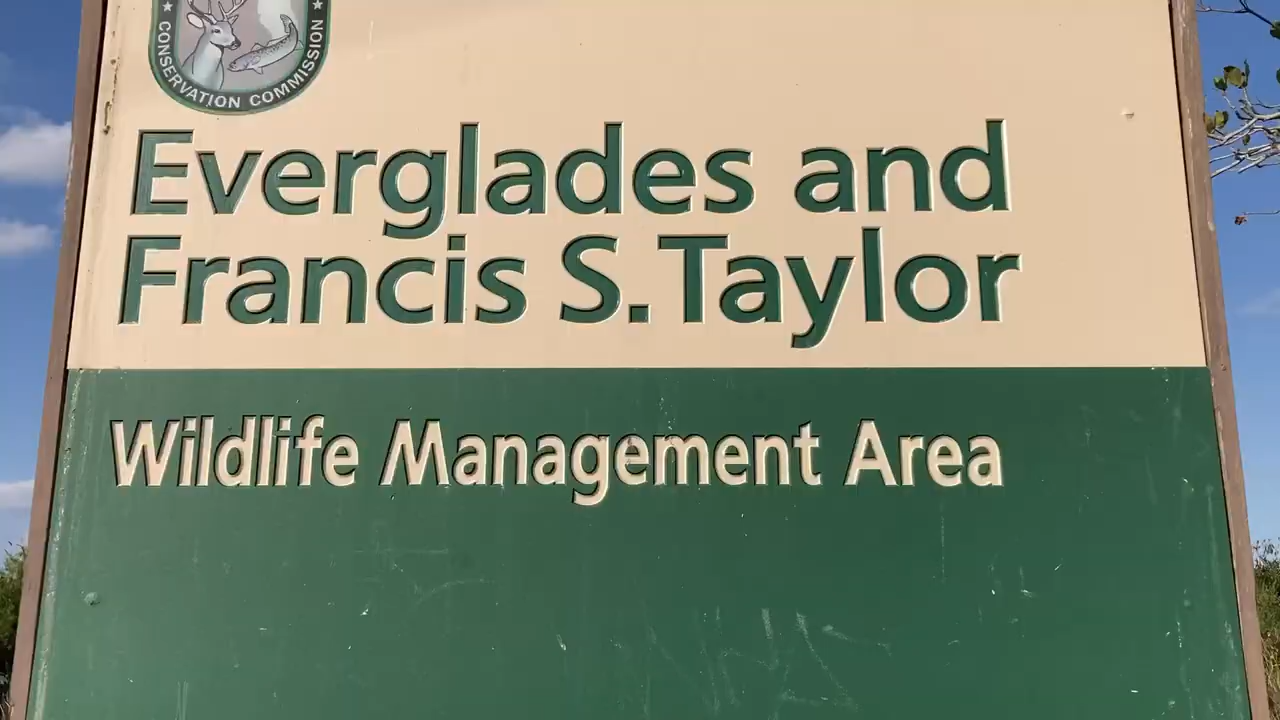 CONSERVATION COMMISSION
Everglades and
Francis S. Taylor
Wildlife Management Area